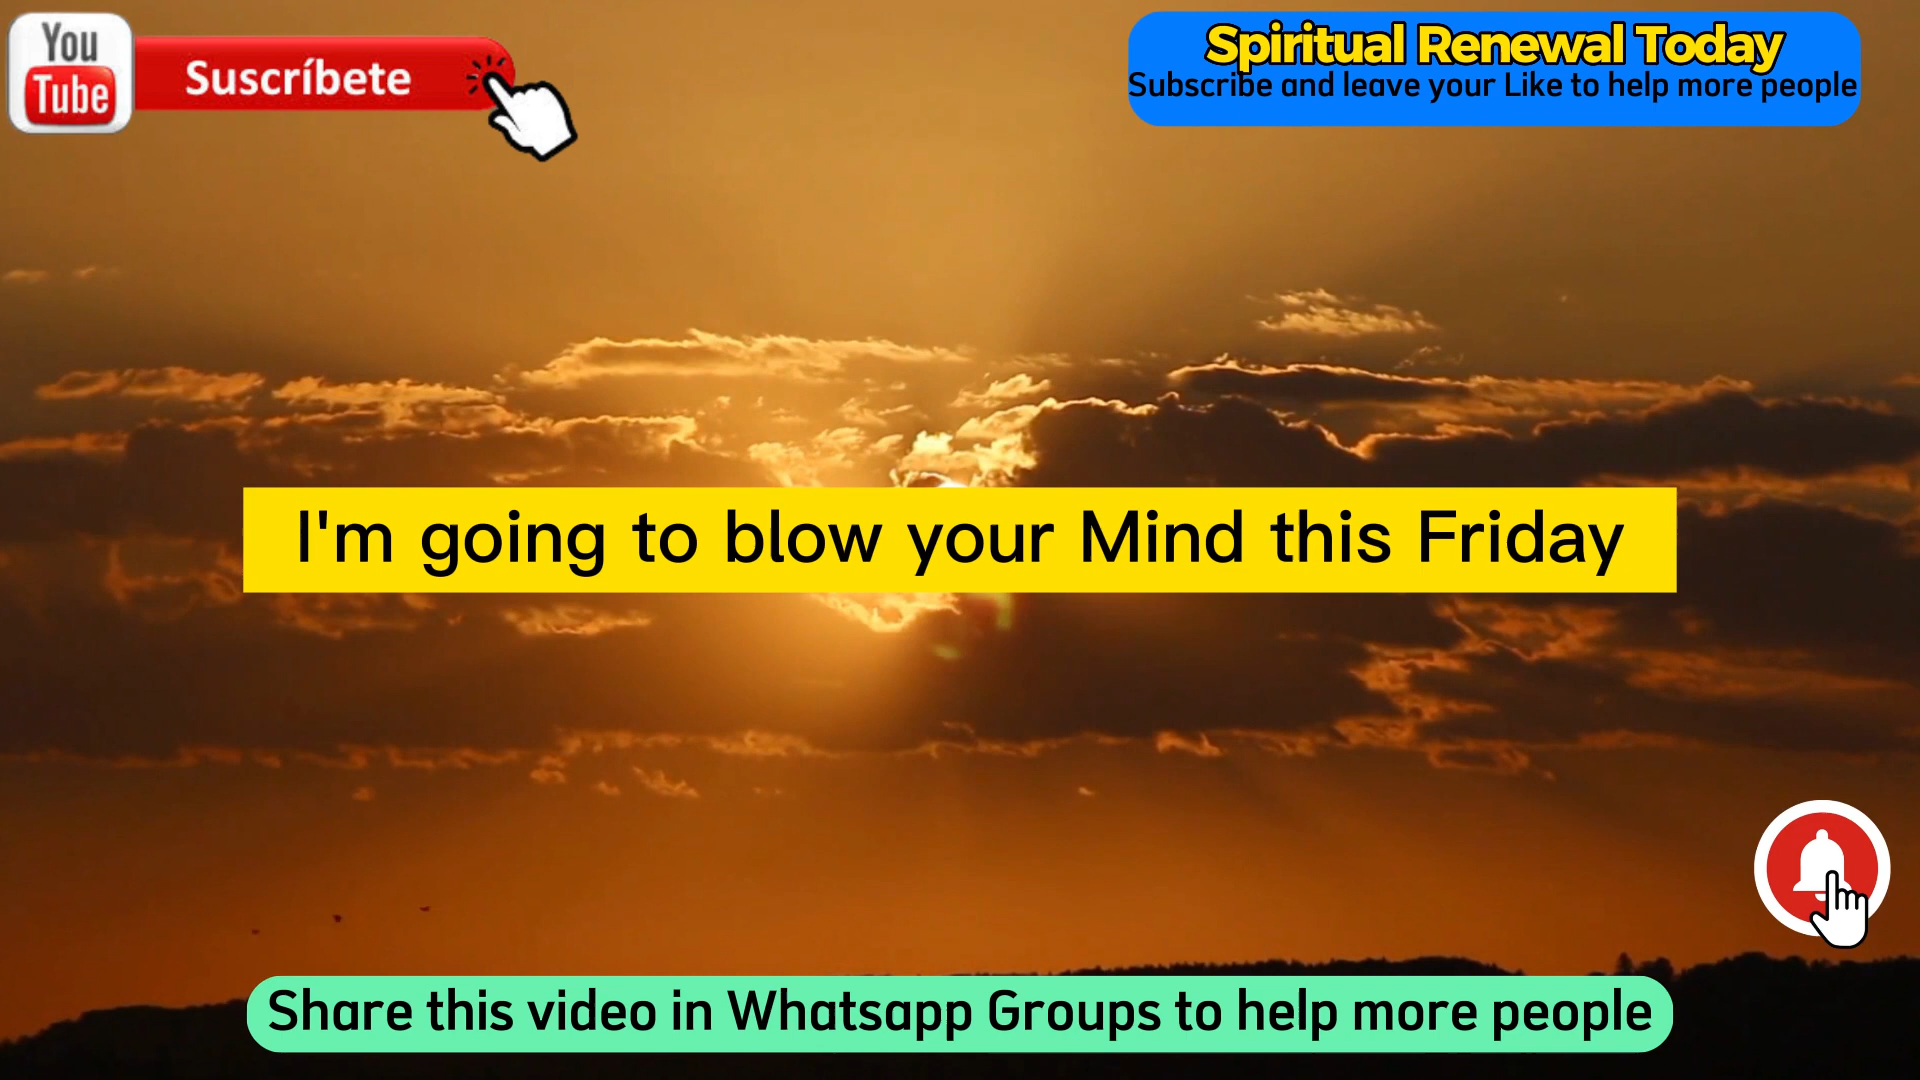 You
Tube
Suscríbete
Spiritual Renewal Today
Subscribe and leave your Like to help more people
I'm going to blow your Mind this Friday
Share this video in Whatsapp Groups to help more people